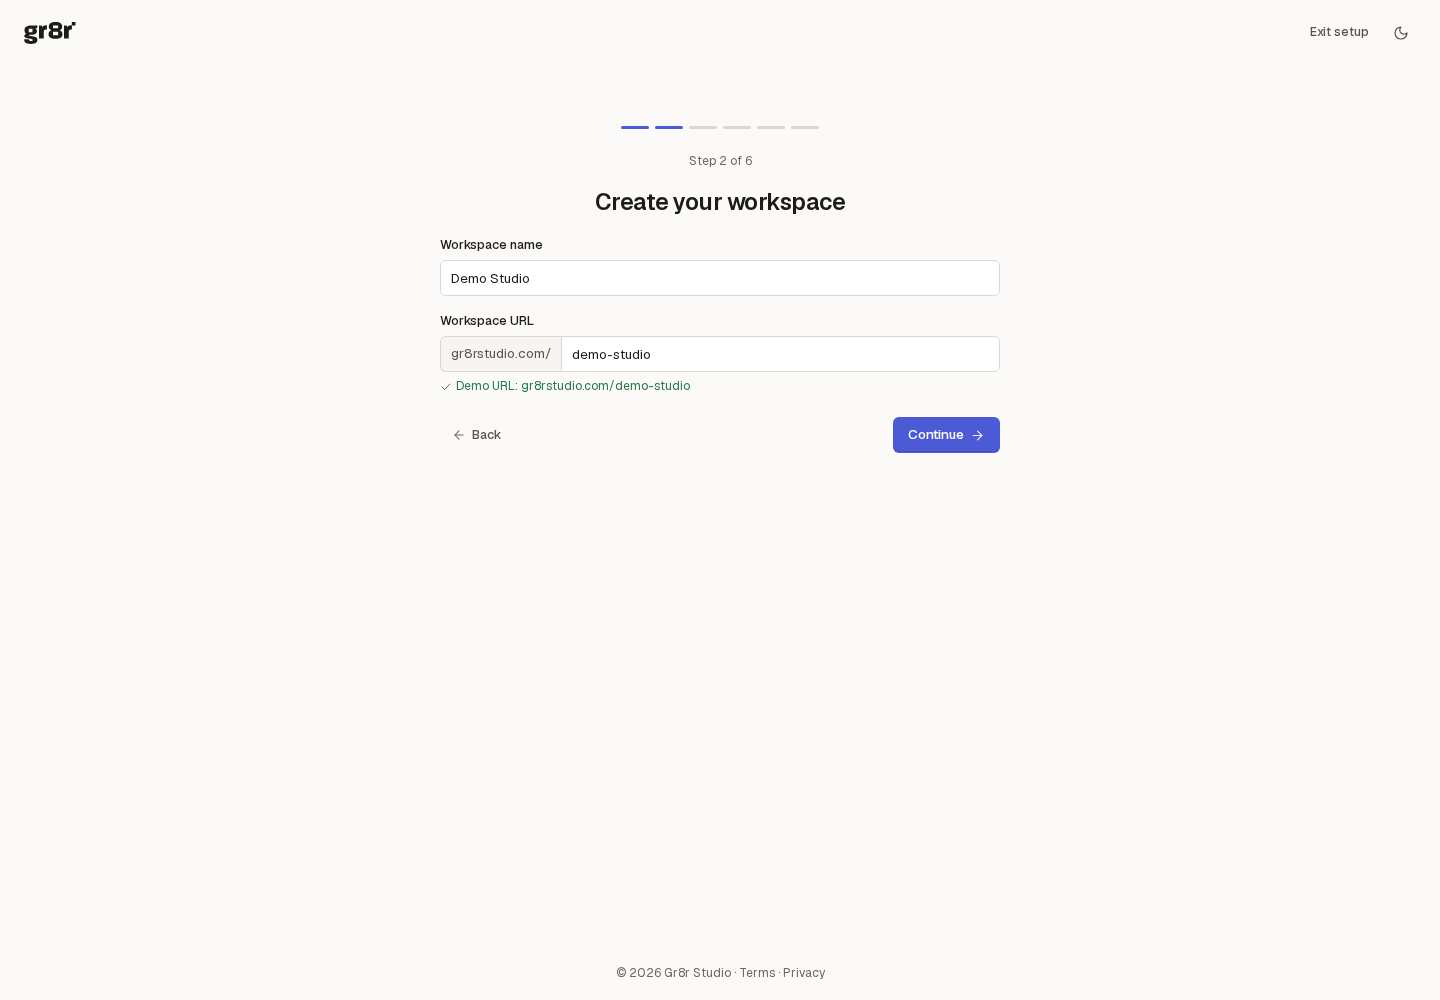 gr8r
Exit setup
Step 2 of 6
Create your workspace
Workspace name
Demo Studio
Workspace URL
gr8rstudio.com/ demo-studio
Demo URL: gr8rstudio.com/demo-studio
Back
Continue
© 2026 Gr8r Studio · Terms · Privacy